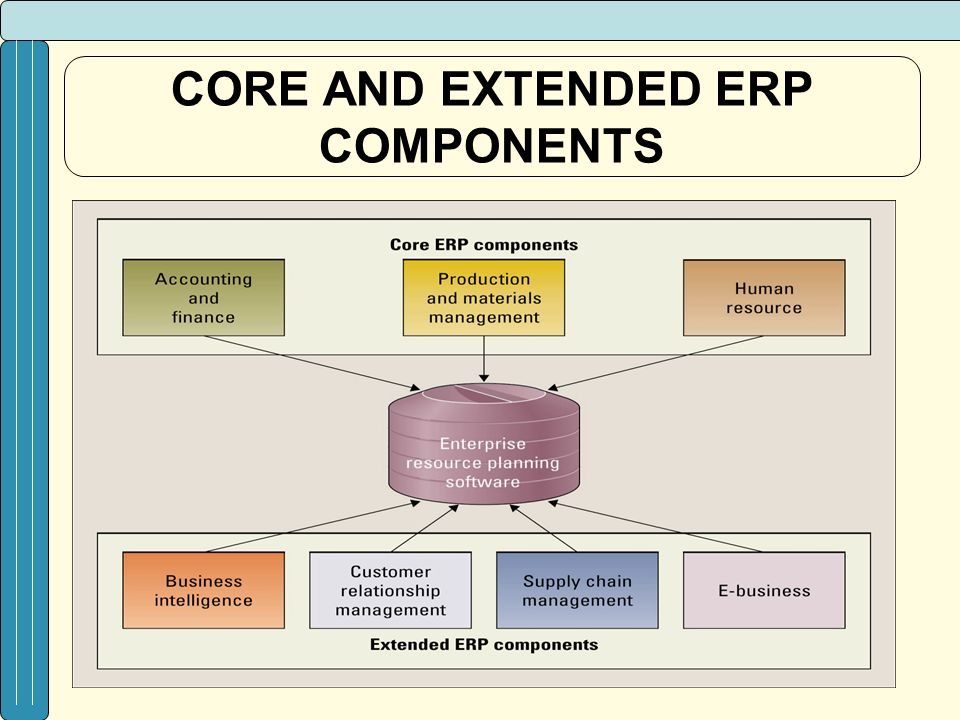 CORE AND EXTENDED ERP
COMPONENTS
Core ERP components
Accounting
and
finance
Production
and materials
management
Human
resource
Enterprise
resource planning
software
Business
intelligence
Customer
relationship
management
Supply chain
management
E-business
Extended ERP components